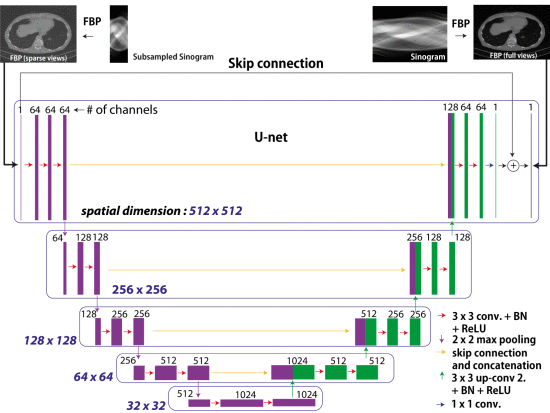 FBP
FBP
FBP (sparse views)
Subsampled Sinogram
Sinogram
FBP (full views)
Skip connection
1 64 64 64 ← # of channels
128 64 64 1 1
U-net
spatial dimension : 512 x 512
64 128 128
256 128 128
256 x 256
128 256 256
512 256 256
128 x 128
256 512 512
1024 512 512
64 x 64
512 1024 1024
32 x 32
3 x 3 conv. + BN
+ ReLU
2 x 2 max pooling
skip connection
and concatenation
3 x 3 up-conv 2.
+ BN + ReLU
1 x 1 conv.